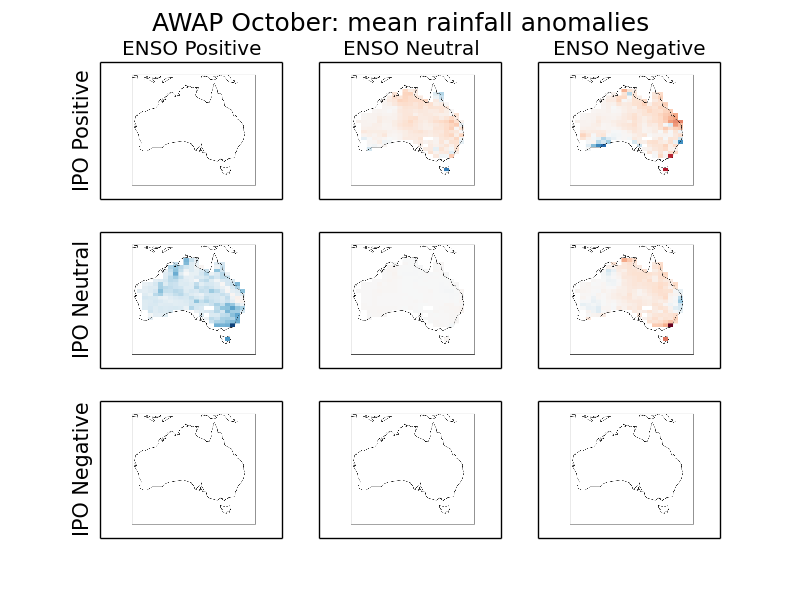 AWAP October: mean rainfall anomalies
ENSO Positive
ENSO Neutral
ENSO Negative
IPO Positive
IPO Neutral
IPO Negative